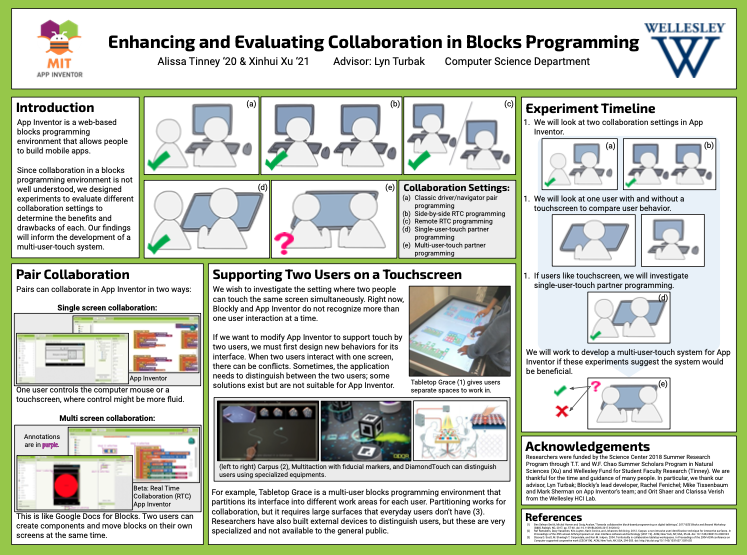 MIT
APP INVENTOR
Enhancing and Evaluating Collaboration in Blocks Programming
Alissa Tinney '20 & Xinhui Xu '21 Advisor: Lyn Turbak Computer Science Department
WELLESLEY
W
Introduction
App Inventor is a web-based
blocks programming
environment that allows people
to build mobile apps.
Since collaboration in a blocks
programming environment is not
well understood, we designed
experiments to evaluate different
collaboration settings to
determine the benefits and
drawbacks of each. Our findings
will inform the development of a
multi-user-touch system.
(a)
(b)
(c)
(d)
(e)
?
Collaboration Settings:
(a) Classic driver/navigator pair
programming
(b) Side-by-side RTC programming
(c) Remote RTC programming
(d) Single-user-touch partner
programming
(e) Multi-user-touch partner
programming
Pair Collaboration
Pairs can collaborate in App Inventor in two ways:
Single screen collaboration:
App Inventor
One user controls the computer mouse or a
touchscreen, where control might be more fluid.
Multi screen collaboration:
Annotations
are in purple.
Beta: Real Time
Collaboration (RTC)
App Inventor
This is like Google Docs for Blocks. Two users can
create components and move blocks on their own
screens at the same time.
Supporting Two Users on a Touchscreen
We wish to investigate the setting where two people
can touch the same screen simultaneously. Right now,
Blockly and App Inventor do not recognize more than
one user interaction at a time.
If we want to modify App Inventor to support touch by
two users, we must first design new behaviors for its
interface. When two users interact with one screen,
there can be conflicts. Sometimes, the application
needs to distinguish between the two users; some
solutions exist but are not suitable for App Inventor.
Tabletop Grace (1) gives users
separate spaces to work in.
(left to right) Carpus (2), Multitaction with fiducial markers, and DiamondTouch can distinguish
users using specialized equipments.
For example, Tabletop Grace is a multi-user blocks programming environment that
partitions its interface into different work areas for each user. Partitioning works for
collaboration, but it requires large surfaces that everyday users don't have (3).
Researchers have also built external devices to distinguish users, but these are very
specialized and not available to the general public.
Experiment Timeline
1. We will look at two collaboration settings in App
Inventor.
(a)
(b)
1. We will look at one user with and without a
touchscreen to compare user behavior.
1. If users like touchscreen, we will investigate
single-user-touch partner programming.
(d)
We will work to develop a multi-user-touch system for App
Inventor if these experiments suggest the system would
be beneficial.
?
(e)
Acknowledgements
Researchers were funded by the Science Center 2018 Summer Research
Program through T.T. and W.F. Chao Summer Scholars Program in Natural
Sciences (Xu) and Wellesley Fund for Student Faculty Research (Tinney). We are
thankful for the time and guidance of many people. In particular, we thank our
advisor, Lyn Turbak; Blockly's lead developer, Rachel Fenichel; Mike Tissenbaum
and Mark Sherman on App Inventor's team; and Orit Shaer and Clarissa Verish
from the Wellesley HCI Lab.
References